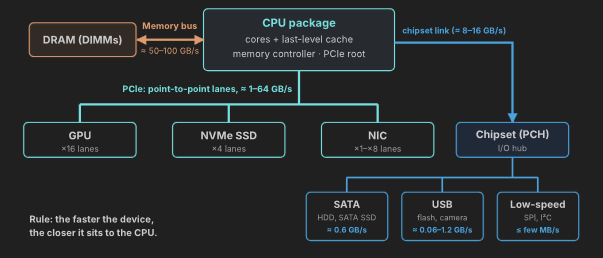 CPU package
cores + last-level cache
memory controller · PCIe root
DRAM (DIMMs)
Memory bus
≈ 50–100 GB/s
chipset link (≈ 8–16 GB/s)
PCIe: point-to-point lanes, ≈ 1–64 GB/s
GPU
×16 lanes
NVMe SSD
×4 lanes
NIC
×1–×8 lanes
Chipset (PCH)
I/O hub
SATA
HDD, SATA SSD
≈ 0.6 GB/s
USB
flash, camera
≈ 0.06–1.2 GB/s
Low-speed
SPI, I²C
≤ few MB/s
Rule: the faster the device,
the closer it sits to the CPU.